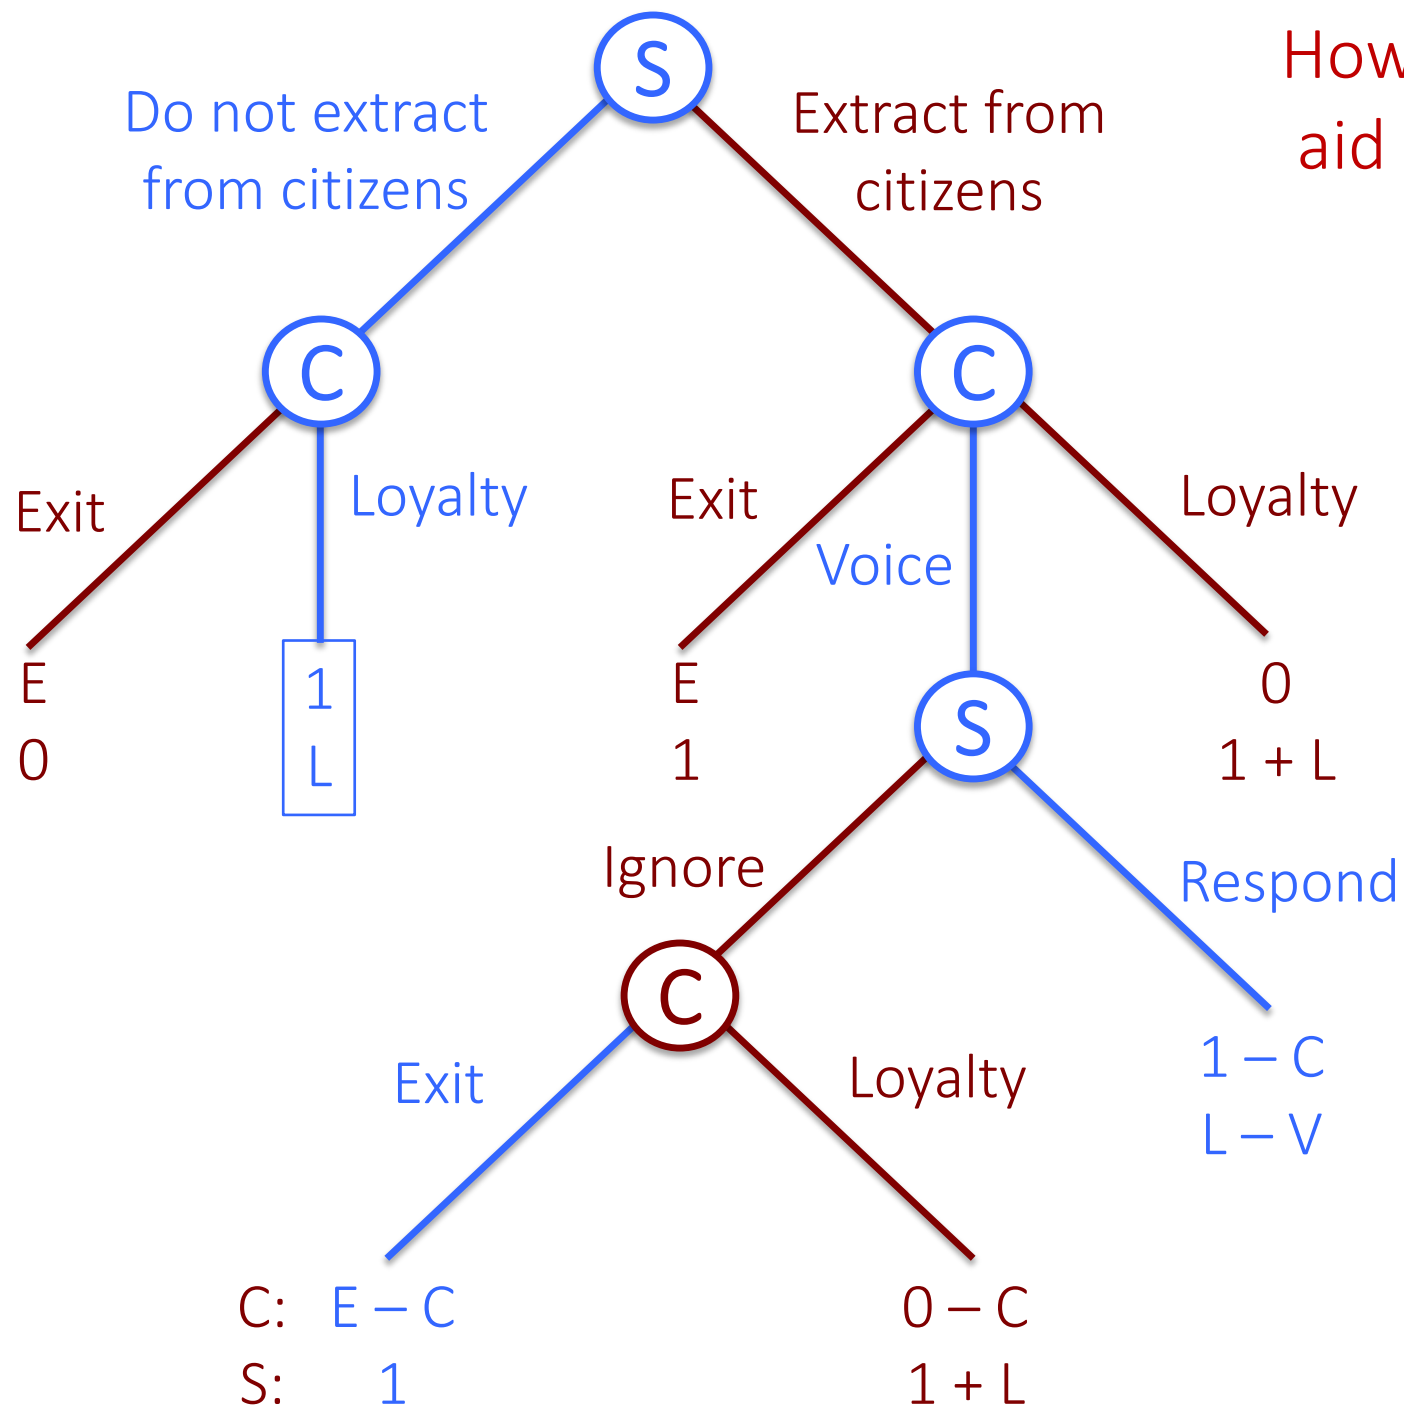 S
How
aid
Do not extract
from citizens
Extract from
citizens
C
C
Exit
Loyalty
Exit
Voice
Loyalty
E
0
1
L
E
1
0
1 + L
S
Ignore
Respond
C
1 – C
L – V
Exit
Loyalty
C: E – C
S: 1
0 – C
1 + L